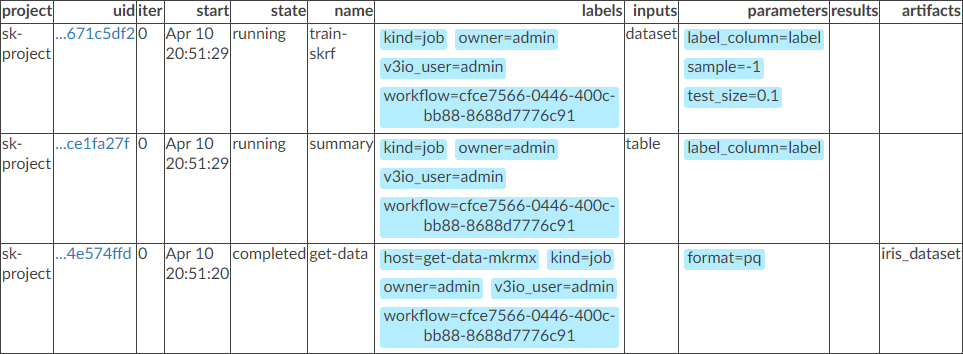 project uid iter start state name labels inputs parameters results artifacts
sk-project ...671c5df2 0 Apr 10 20:51:29 running train-skrf kind=job owner=admin v3io_user=admin workflow=cfce7566-0446-400c-bb88-8688d7776c91 dataset label_column=label sample=-1 test_size=0.1
sk-project ...ce1fa27f 0 Apr 10 20:51:29 running summary kind=job owner=admin v3io_user=admin workflow=cfce7566-0446-400c-bb88-8688d7776c91 table label_column=label
sk-project ...4e574ffd 0 Apr 10 20:51:20 completed get-data host=get-data-mkrmx kind=job owner=admin v3io_user=admin workflow=cfce7566-0446-400c-bb88-8688d7776c91 format=pq iris_dataset